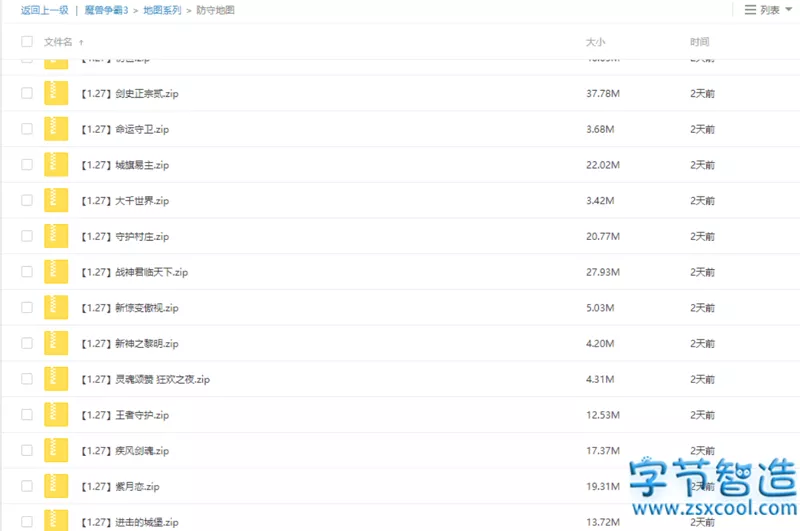 返回上一级 | 魔兽争霸3 > 地图系列 > 防守地图
列表
文件名 ↑ 大小 时间
【1.27】剑史正宗贰.zip 37.78M 2天前
【1.27】命运守卫.zip 3.68M 2天前
【1.27】城旗易主.zip 22.02M 2天前
【1.27】大千世界.zip 3.42M 2天前
【1.27】守护村庄.zip 20.77M 2天前
【1.27】战神君临天下.zip 27.93M 2天前
【1.27】新惊变傲视.zip 5.03M 2天前
【1.27】新神之黎明.zip 4.20M 2天前
【1.27】灵魂颂赞 狂欢之夜.zip 4.31M 2天前
【1.27】王者守护.zip 12.53M 2天前
【1.27】疾风剑魂.zip 17.37M 2天前
【1.27】紫月恋.zip 19.31M 2天前
【1.27】进击的城堡.zip 13.72M 2天前
字节智造
www.zsxcool.com